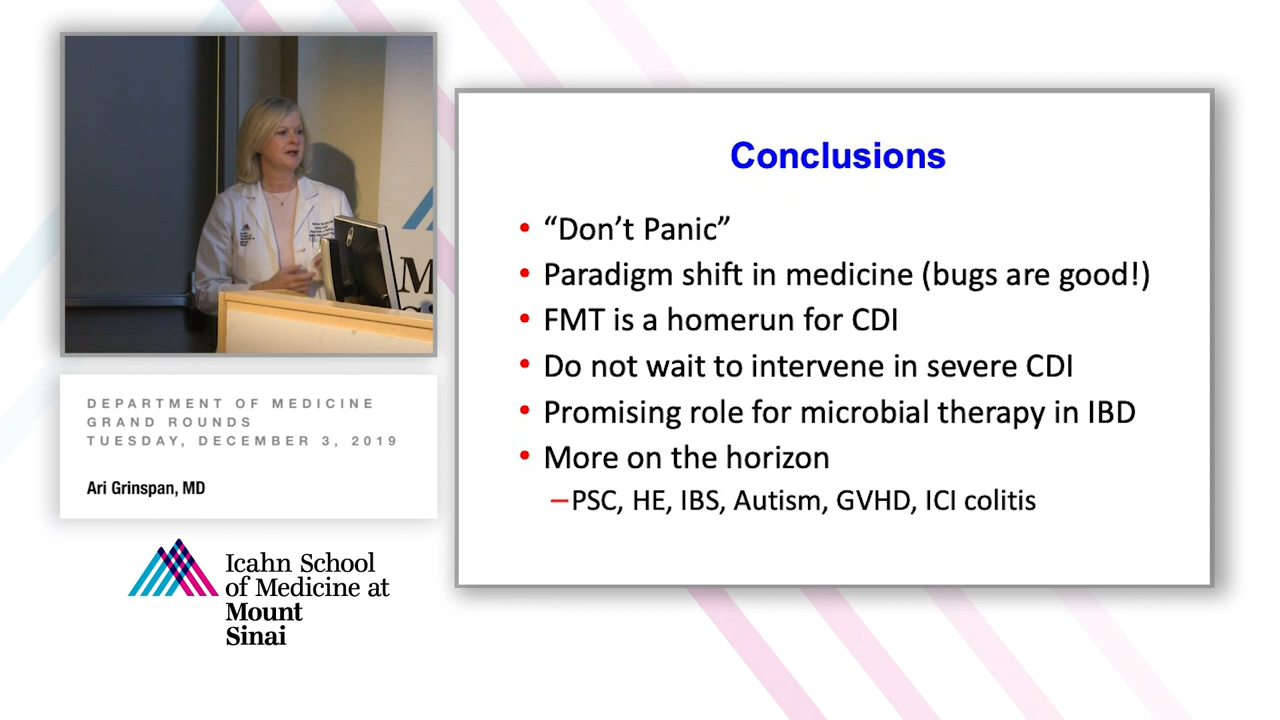 DEPARTMENT OF MEDICINE
GRAND ROUNDS
TUESDAY, DECEMBER 3, 2019
Ari Grinspan, MD
Icahn School
of Medicine at
Mount
Sinai
Conclusions
• “Don’t Panic”
• Paradigm shift in medicine (bugs are good!)
• FMT is a homerun for CDI
• Do not wait to intervene in severe CDI
• Promising role for microbial therapy in IBD
• More on the horizon
–PSC, HE, IBS, Autism, GVHD, ICI colitis